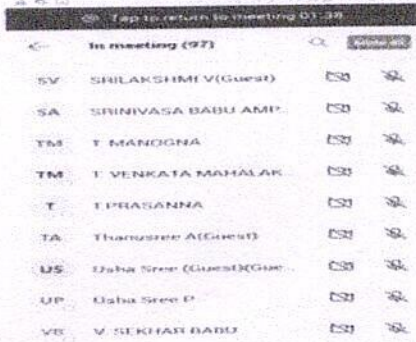 Tap to return to meeting 01:38
In meeting (97)
SV SRILAKSHMI V(Guest)
SA SRINIVASA BABU AMP...
TM T MANOGNA
TM T VENKATA MAHALAK...
T T PRASANNA
TA Thanusree A(Guest)
US Usha Sree (Guest)(Gue...
UP Usha Sree P
VB V. SEKHAR BABU